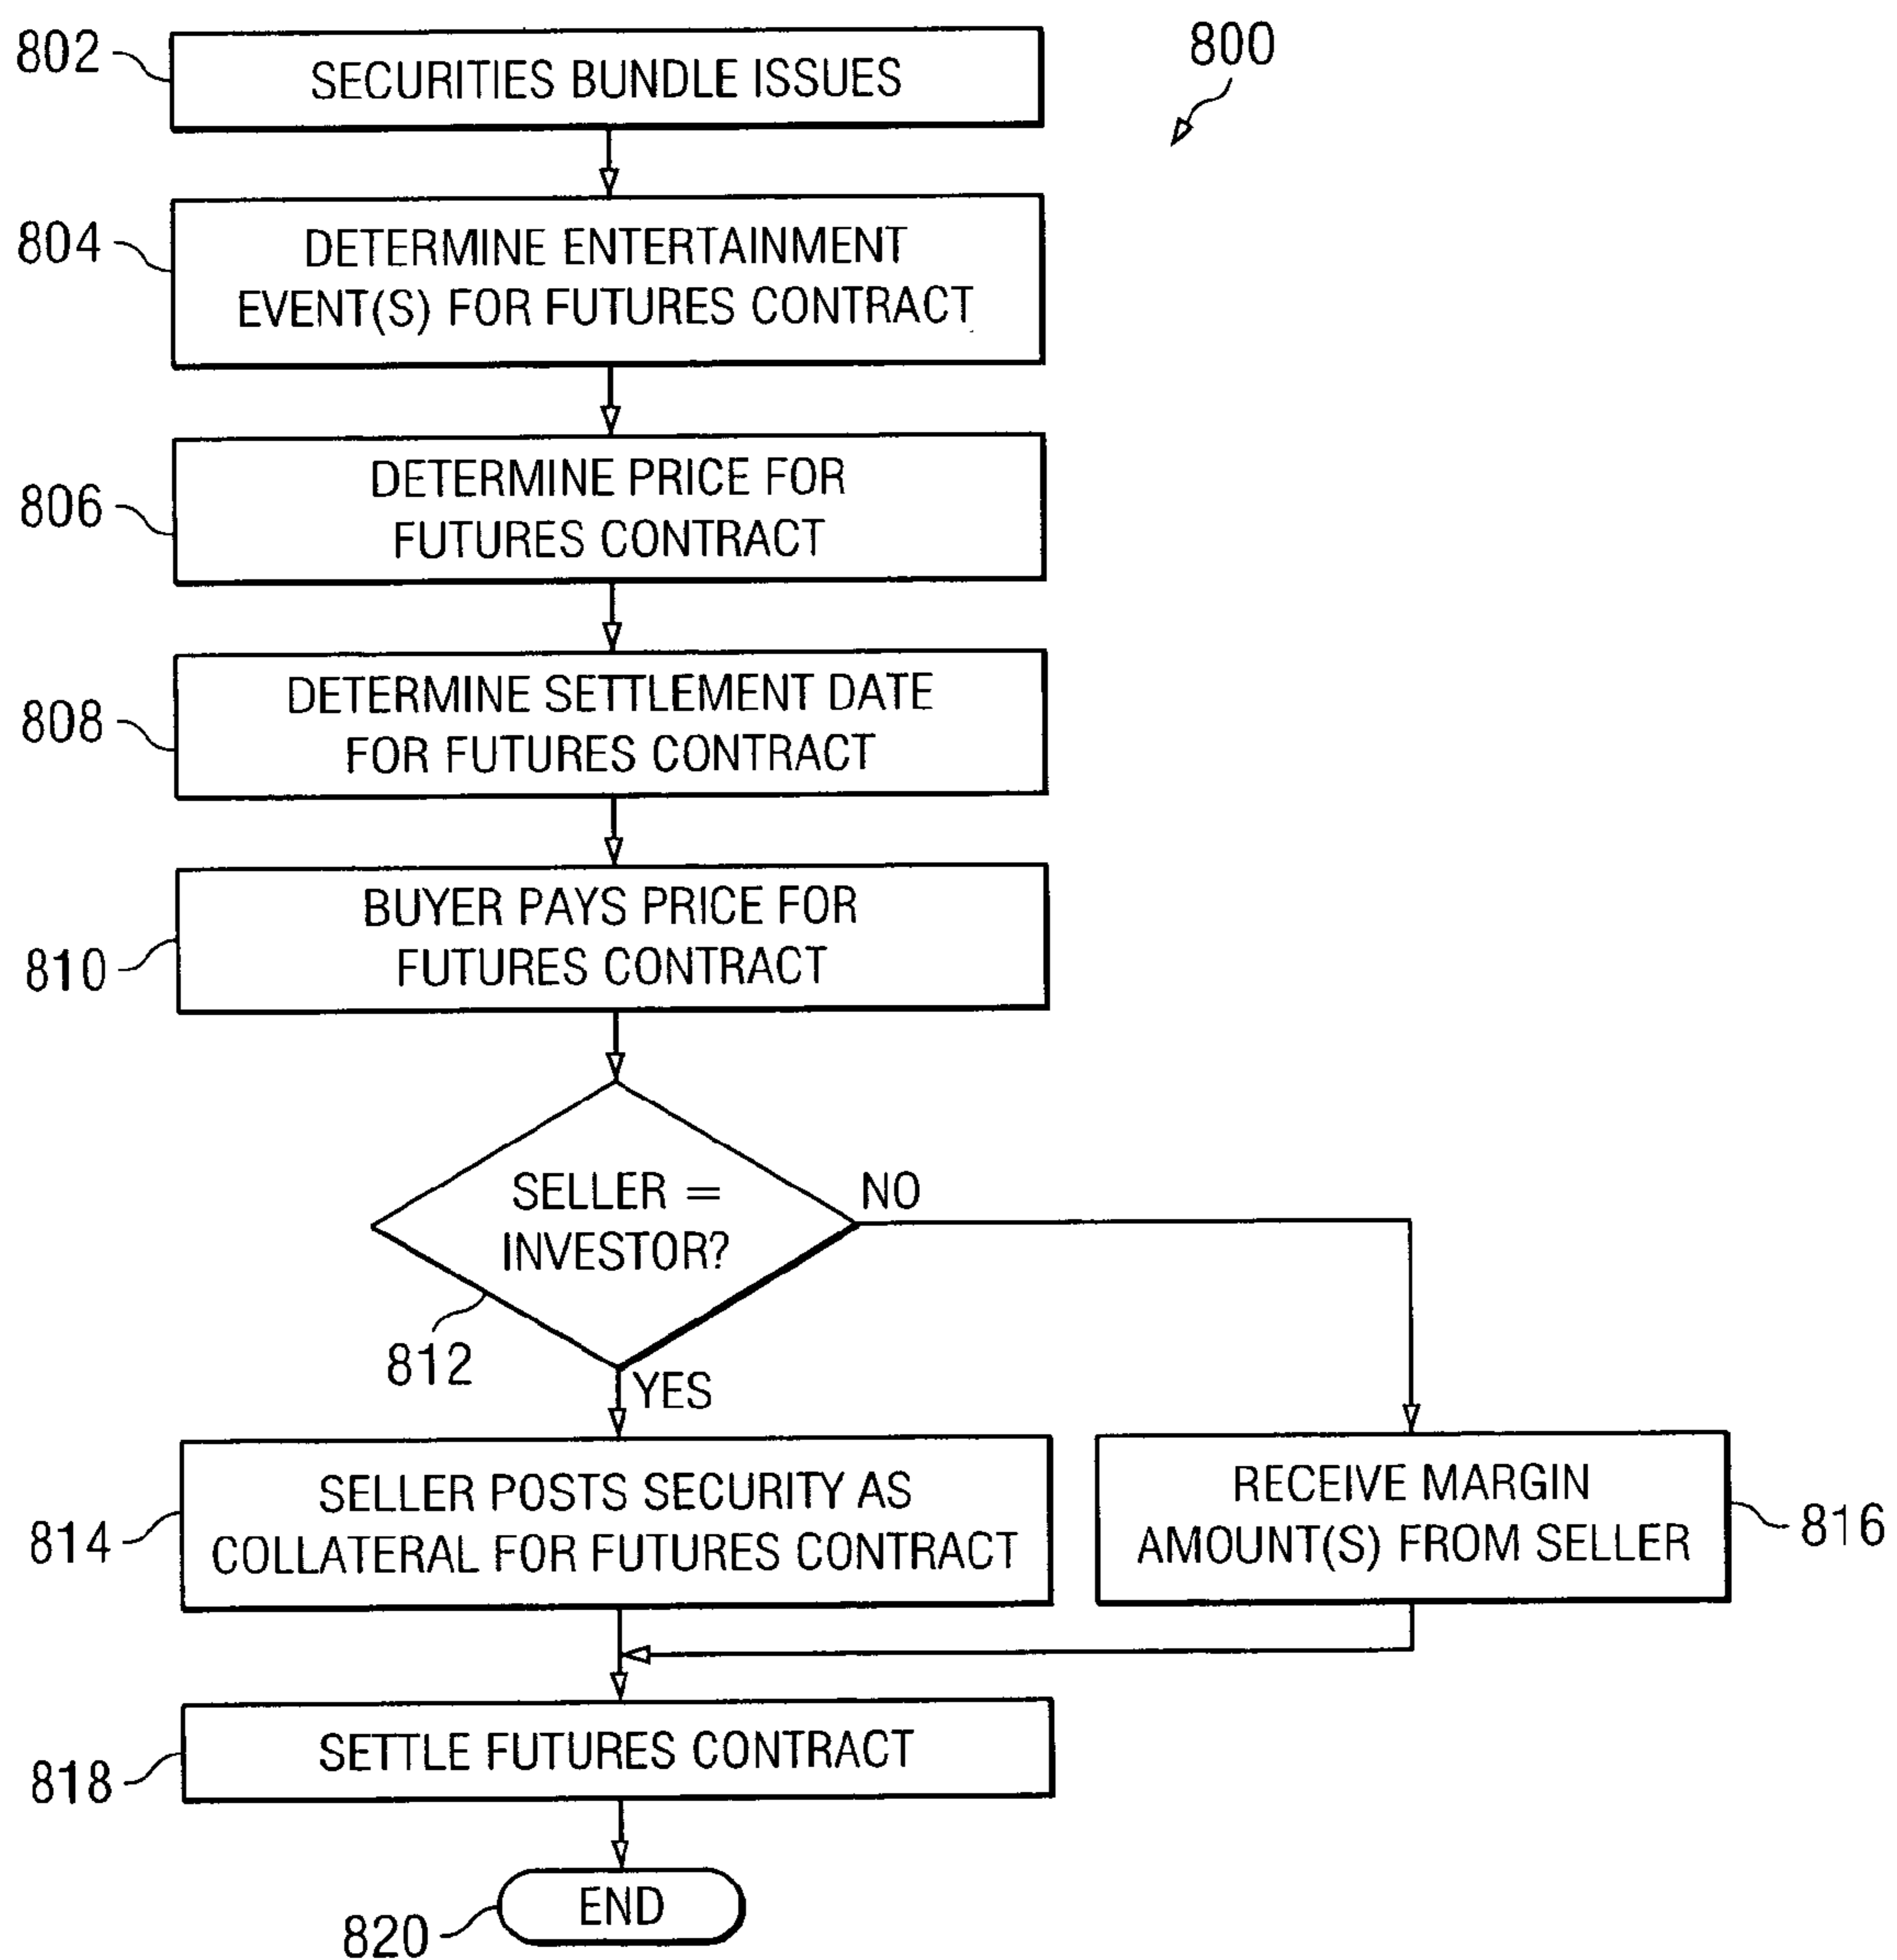 802
SECURITIES BUNDLE ISSUES
800
804
DETERMINE ENTERTAINMENT
EVENT(S) FOR FUTURES CONTRACT
806
DETERMINE PRICE FOR
FUTURES CONTRACT
808
DETERMINE SETTLEMENT DATE
FOR FUTURES CONTRACT
810
BUYER PAYS PRICE FOR
FUTURES CONTRACT
SELLER =
INVESTOR?
NO
812
YES
814
SELLER POSTS SECURITY AS
COLLATERAL FOR FUTURES CONTRACT
RECEIVE MARGIN
AMOUNT(S) FROM SELLER
816
818
SETTLE FUTURES CONTRACT
820
END